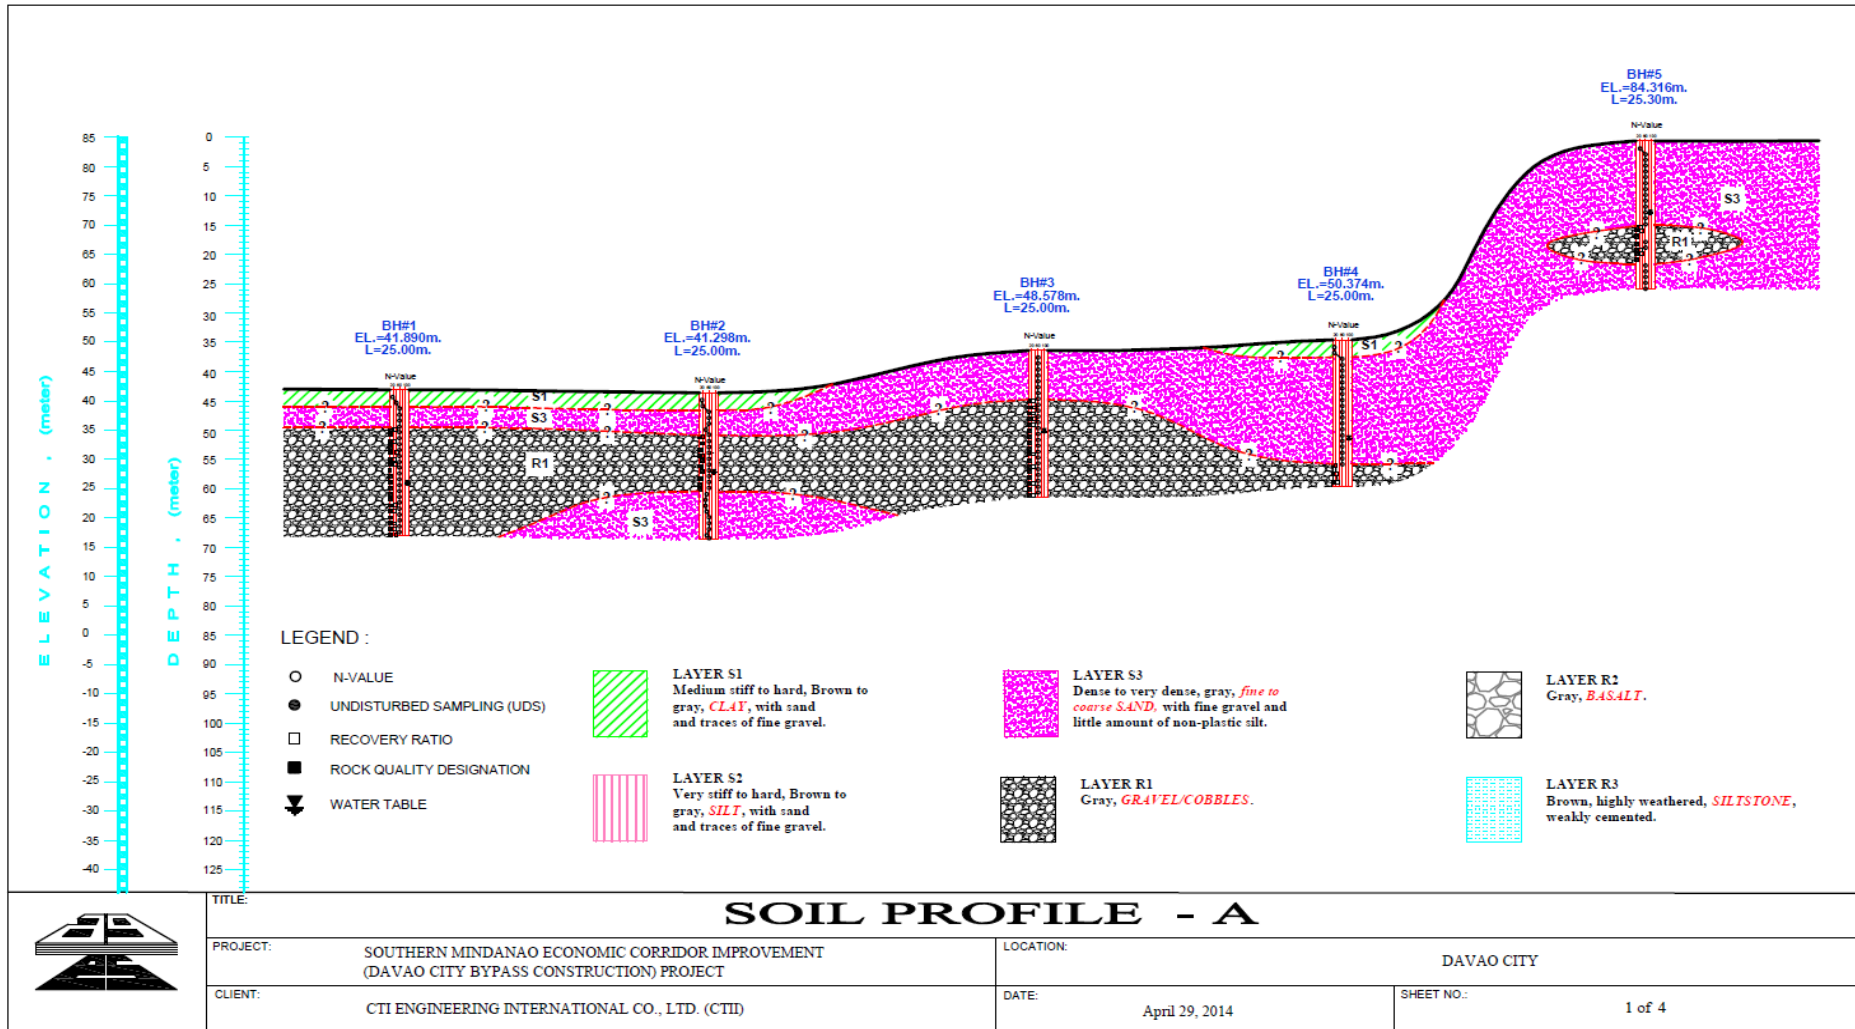 BH#5
EL.=84.316m.
L=25.30m.
N-Value
BH#3
EL.=48.578m.
L=25.00m.
N-Value
BH#4
EL.=50.374m.
L=25.00m.
N-Value
BH#1
EL.=41.890m.
L=25.00m.
N-Value
BH#2
EL.=41.298m.
L=25.00m.
N-Value
ELEVATION , (meter)
85
80
75
70
65
60
55
50
45
40
35
30
25
20
15
10
5
0
-5
-10
-15
-20
-25
-30
-35
-40
DEPTH , (meter)
0
5
10
15
20
25
30
35
40
45
50
55
60
65
70
75
80
85
90
95
100
105
110
115
120
125
S3
R1
S1
S1
S3
R1
S3
LEGEND :
N-VALUE
UNDISTURBED SAMPLING (UDS)
RECOVERY RATIO
ROCK QUALITY DESIGNATION
WATER TABLE
LAYER S1
Medium stiff to hard, Brown to
gray, CLAY, with sand
and traces of fine gravel.
LAYER S2
Very stiff to hard, Brown to
gray, SILT, with sand
and traces of fine gravel.
LAYER S3
Dense to very dense, gray, fine to
coarse SAND, with fine gravel and
little amount of non-plastic silt.
LAYER R1
Gray, GRAVEL/COBBLES.
LAYER R2
Gray, BASALT.
LAYER R3
Brown, highly weathered, SILTSTONE,
weakly cemented.
TITLE:
SOIL PROFILE - A
PROJECT:
SOUTHERN MINDANAO ECONOMIC CORRIDOR IMPROVEMENT
(DAVAO CITY BYPASS CONSTRUCTION) PROJECT
LOCATION:
DAVAO CITY
CLIENT:
CTI ENGINEERING INTERNATIONAL CO., LTD. (CTII)
DATE:
April 29, 2014
SHEET NO.:
1 of 4